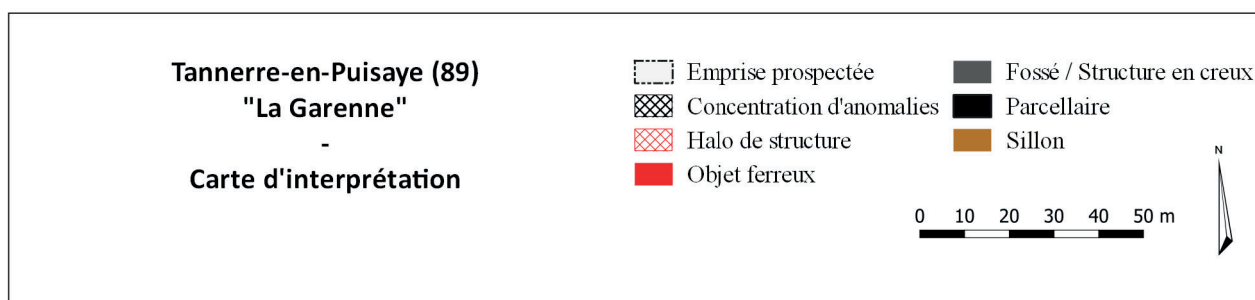 Tannerre-en-Puisaye (89)
"La Garenne"
-
Carte d'interprétation
Emprise prospectée
Concentration d'anomalies
Halo de structure
Objet ferreux
Fossé / Structure en creux
Parcellaire
Sillon
N
0 10 20 30 40 50 m